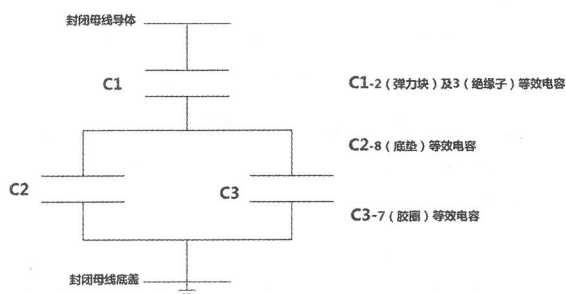 封闭母线导体
C1
C1-2（弹力块）及3（绝缘子）等效电容
C2-8（底垫）等效电容
C2
C3
C3-7（胶圈）等效电容
封闭母线底盖